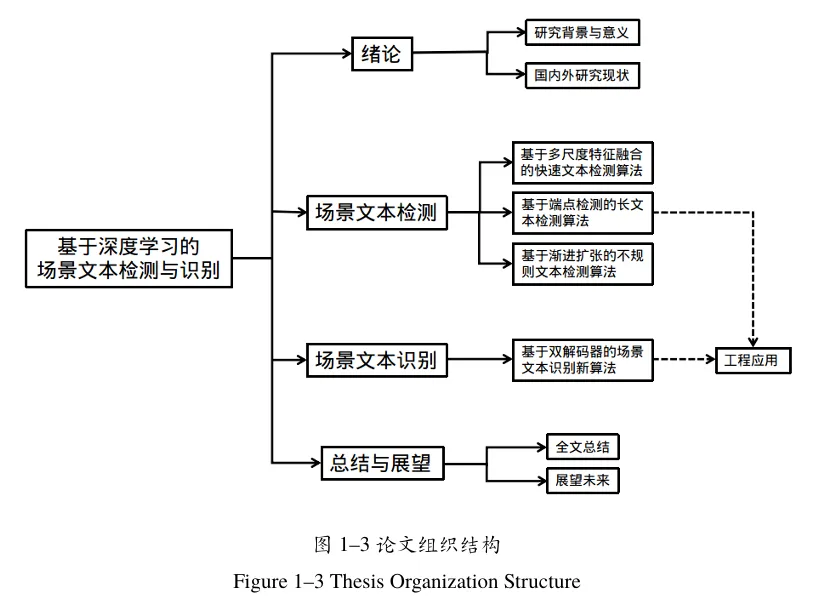 基于深度学习的
场景文本检测与识别
绪论
研究背景与意义
国内外研究现状
场景文本检测
基于多尺度特征融合
的快速文本检测算法
基于端点检测的长文
本检测算法
基于渐进扩张的不规
则文本检测算法
场景文本识别
基于双解码器的场景
文本识别新算法
工程应用
总结与展望
全文总结
展望未来
图 1–3 论文组织结构
Figure 1–3 Thesis Organization Structure